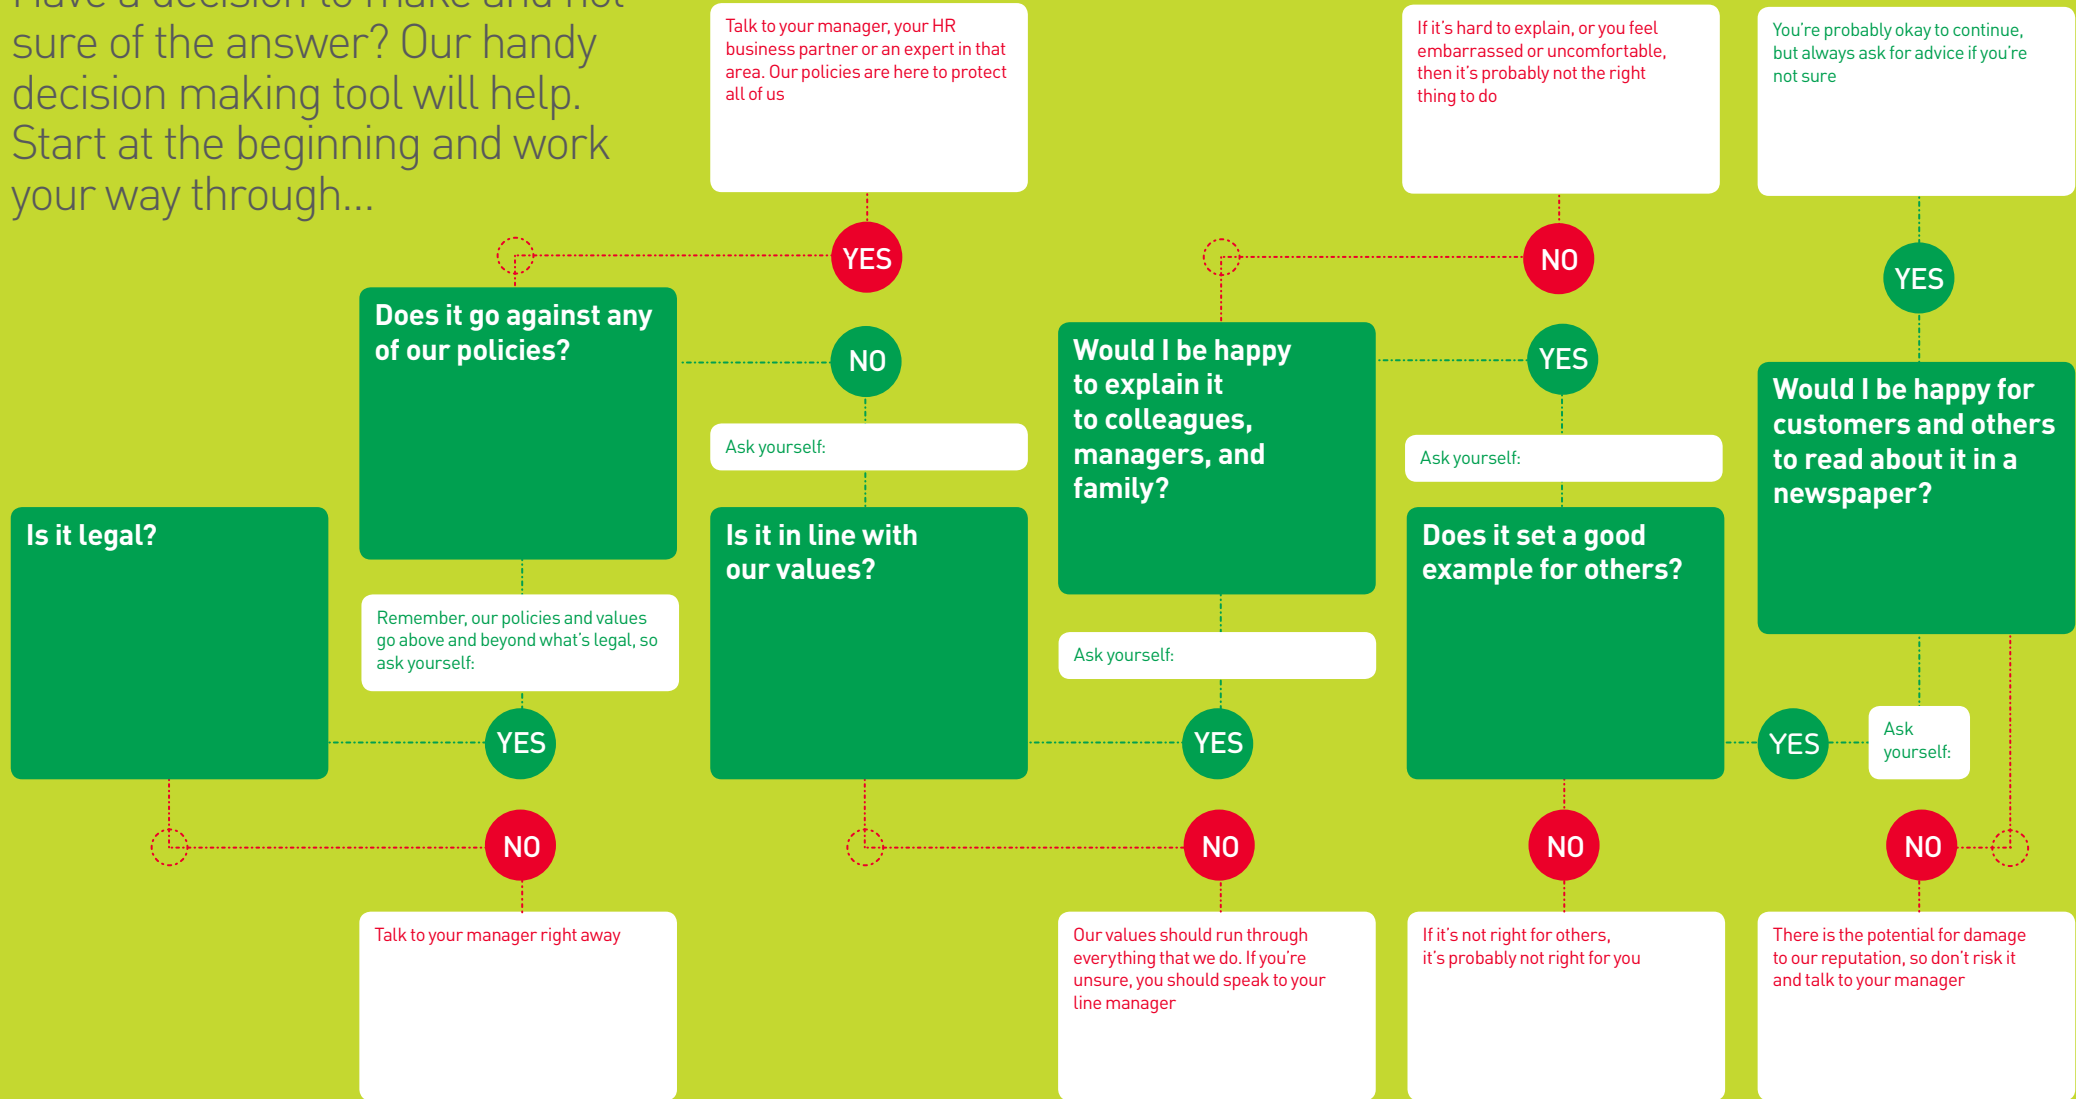 Have a decision to make and not
sure of the answer? Our handy
decision making tool will help.
Start at the beginning and work
your way through...
Is it legal?
YES
Remember, our policies and values
go above and beyond what's legal, so
ask yourself:
NO
Talk to your manager right away
Does it go against any
of our policies?
YES
Talk to your manager, your HR
business partner or an expert in that
area. Our policies are here to protect
all of us
NO
Ask yourself:
Is it in line with
our values?
YES
Ask yourself:
NO
Our values should run through
everything that we do. If you're
unsure, you should speak to your
line manager
Would I be happy
to explain it
to colleagues,
managers, and
family?
NO
If it's hard to explain, or you feel
embarrassed or uncomfortable,
then it's probably not the right
thing to do
YES
Ask yourself:
Does it set a good
example for others?
YES
Ask
yourself:
NO
If it's not right for others,
it's probably not right for you
Would I be happy for
customers and others
to read about it in a
newspaper?
YES
You're probably okay to continue,
but always ask for advice if you're
not sure
NO
There is the potential for damage
to our reputation, so don't risk it
and talk to your manager